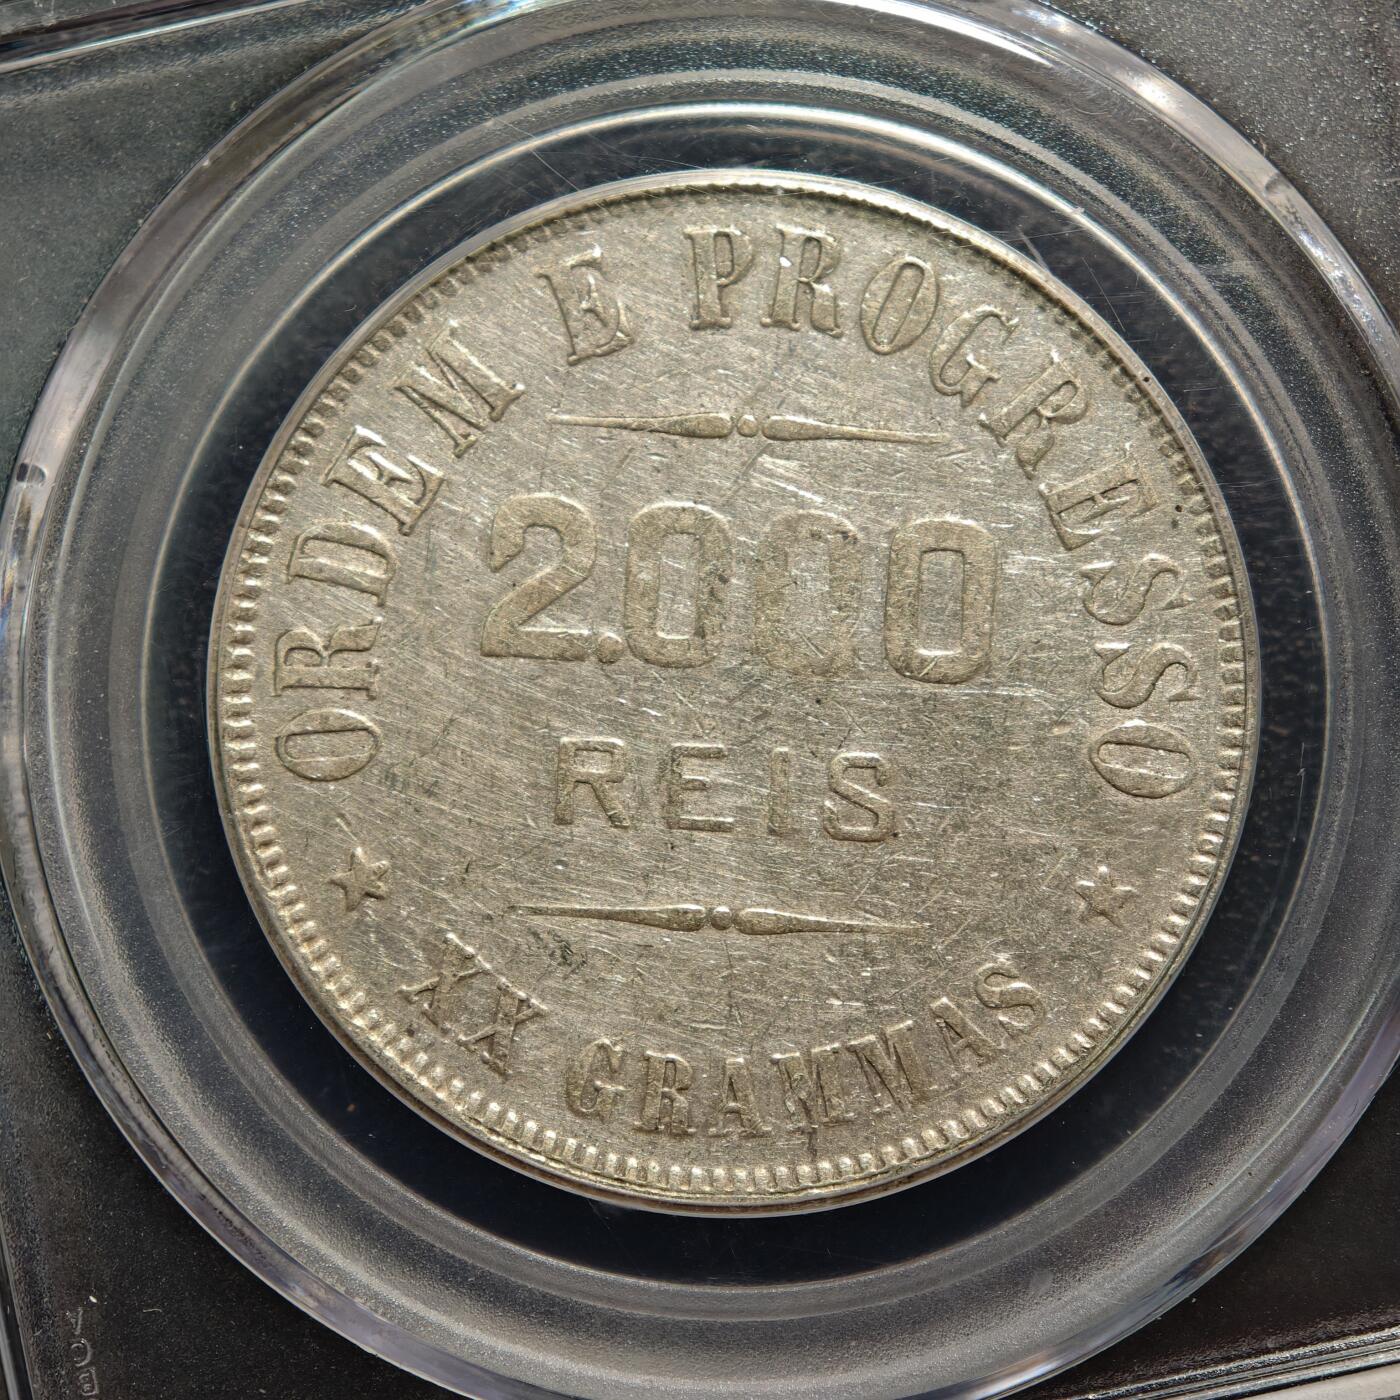 ORDEM E PROGRESSO
2.000
REIS
XX GRAMMAS